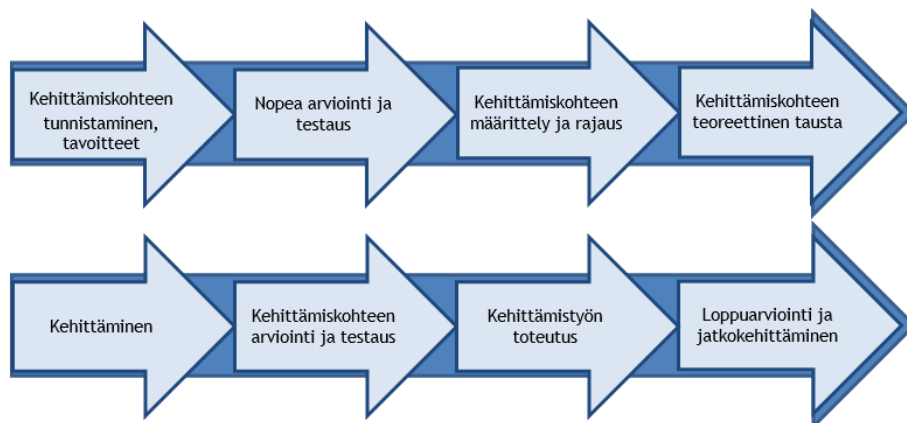 Kehittämiskohteen
tunnistaminen,
tavoitteet
Nopea arviointi ja
testaus
Kehittämiskohteen
määrittely ja rajaus
Kehittämiskohteen
teoreettinen tausta
Kehittäminen
Kehittämiskohteen
arviointi ja testaus
Kehittämistyön
toteutus
Loppuarviointi ja
jatkokehittäminen